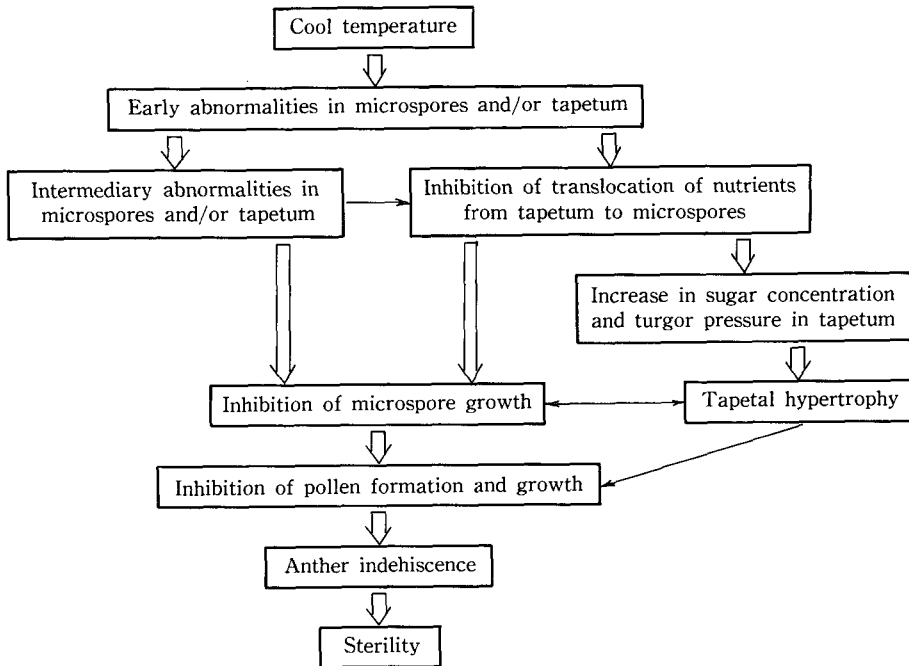 Cool temperature
Early abnormalities in microspores and/or tapetum
Intermediary abnormalities in
microspores and/or tapetum
Inhibition of translocation of nutrients
from tapetum to microspores
Increase in sugar concentration
and turgor pressure in tapetum
Inhibition of microspore growth
Tapetal hypertrophy
Inhibition of pollen formation and growth
Anther indehiscence
Sterility